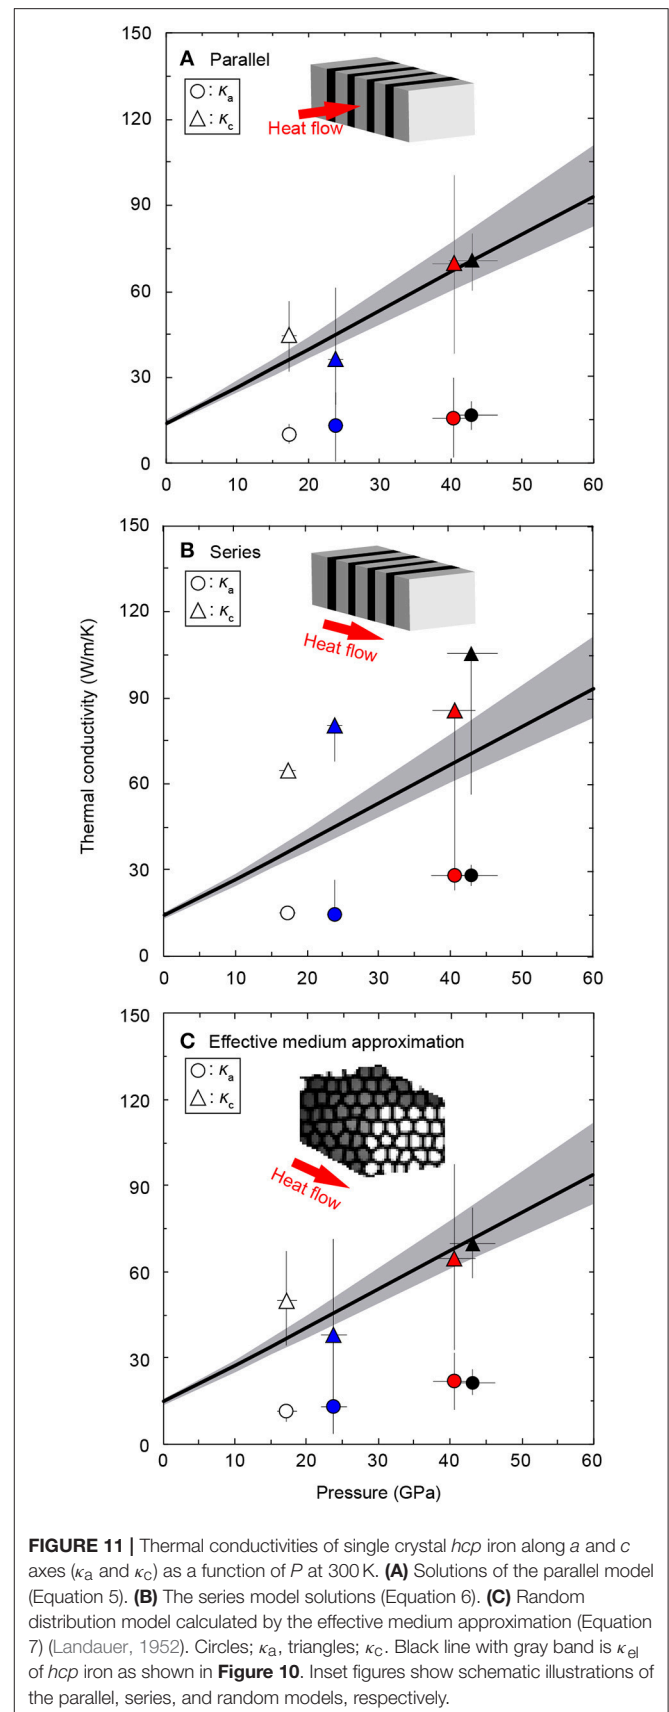 150
A Parallel
○: κa
△: κc
Heat flow
120
90
60
30
0
0 10 20 30 40 50 60
150
B Series
○: κa
△: κc
Heat flow
120
90
60
30
0
0 10 20 30 40 50 60
Thermal conductivity (W/m/K)
150
C Effective medium approximation
○: κa
△: κc
Heat flow
120
90
60
30
0
0 10 20 30 40 50 60
Pressure (GPa)
FIGURE 11 | Thermal conductivities of single crystal hcp iron along a and c
axes (κa and κc) as a function of P at 300 K. (A) Solutions of the parallel model
(Equation 5). (B) The series model solutions (Equation 6). (C) Random
distribution model calculated by the effective medium approximation (Equation
7) (Landauer, 1952). Circles; κa, triangles; κc. Black line with gray band is κel
of hcp iron as shown in Figure 10. Inset figures show schematic illustrations of
the parallel, series, and random models, respectively.